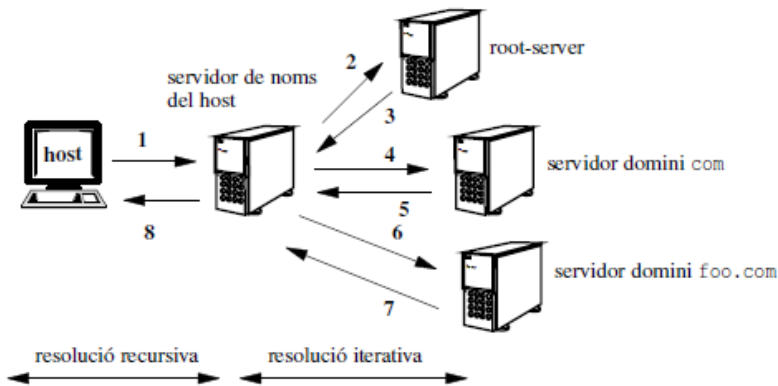 root-server
servidor de noms
del host
2
3
host
1
4
servidor domini com
5
8
6
servidor domini foo.com
7
resolució recursiva
resolució iterativa